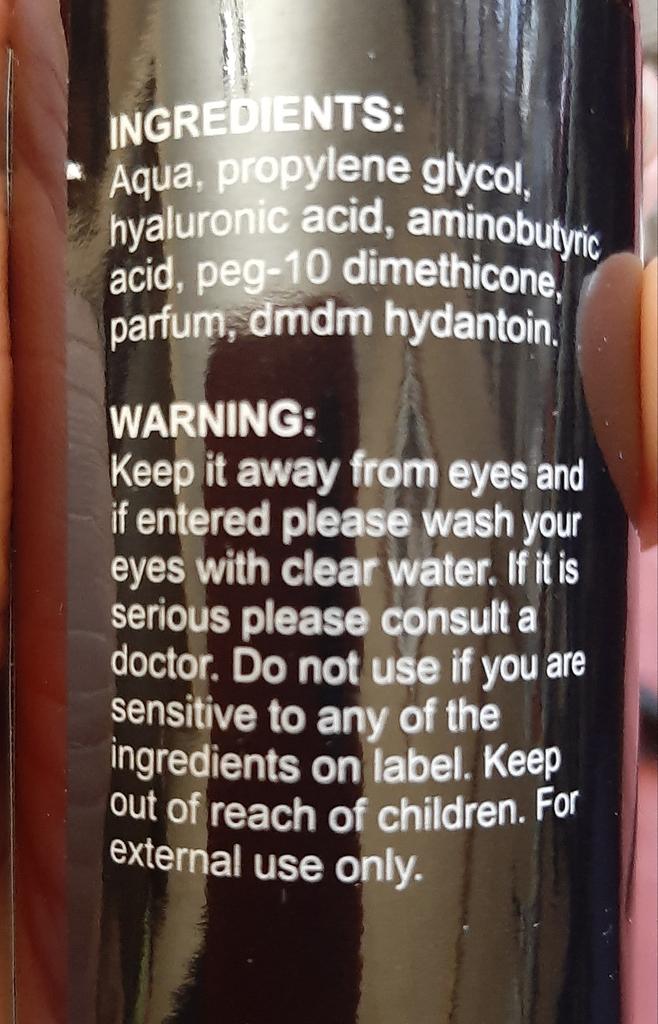 INGREDIENTS:
Aqua, propylene glycol,
hyaluronic acid, aminobutyric
acid, peg-10 dimethicone,
parfum, dmdm hydantoin.
WARNING:
Keep it away from eyes and
if entered please wash your
eyes with clear water. If it is
serious please consult a
doctor. Do not use if you are
sensitive to any of the
ingredients on label. Keep
out of reach of children. For
external use only.